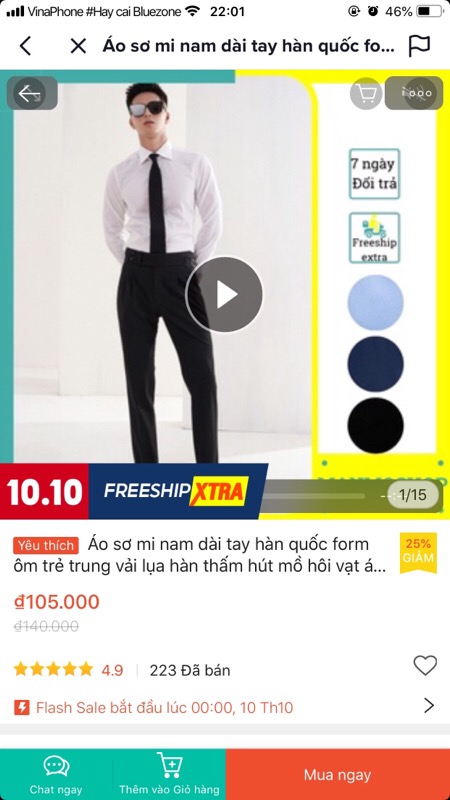 VinaPhone #Hay cai Bluezone 22:01 46%
Áo sơ mi nam dài tay hàn quốc fo...
7 ngày
Đổi trả
Freeship
extra
10.10 FREESHIP XTRA 1/15
Yêu thích Áo sơ mi nam dài tay hàn quốc form
ôm trẻ trung vải lụa hàn thấm hút mồ hôi vạt á...
25%
GIẢM
₫105.000
₫140.000
4.9 223 Đã bán
Flash Sale bắt đầu lúc 00:00, 10 Th10
Chat ngay Thêm vào Giỏ hàng Mua ngay